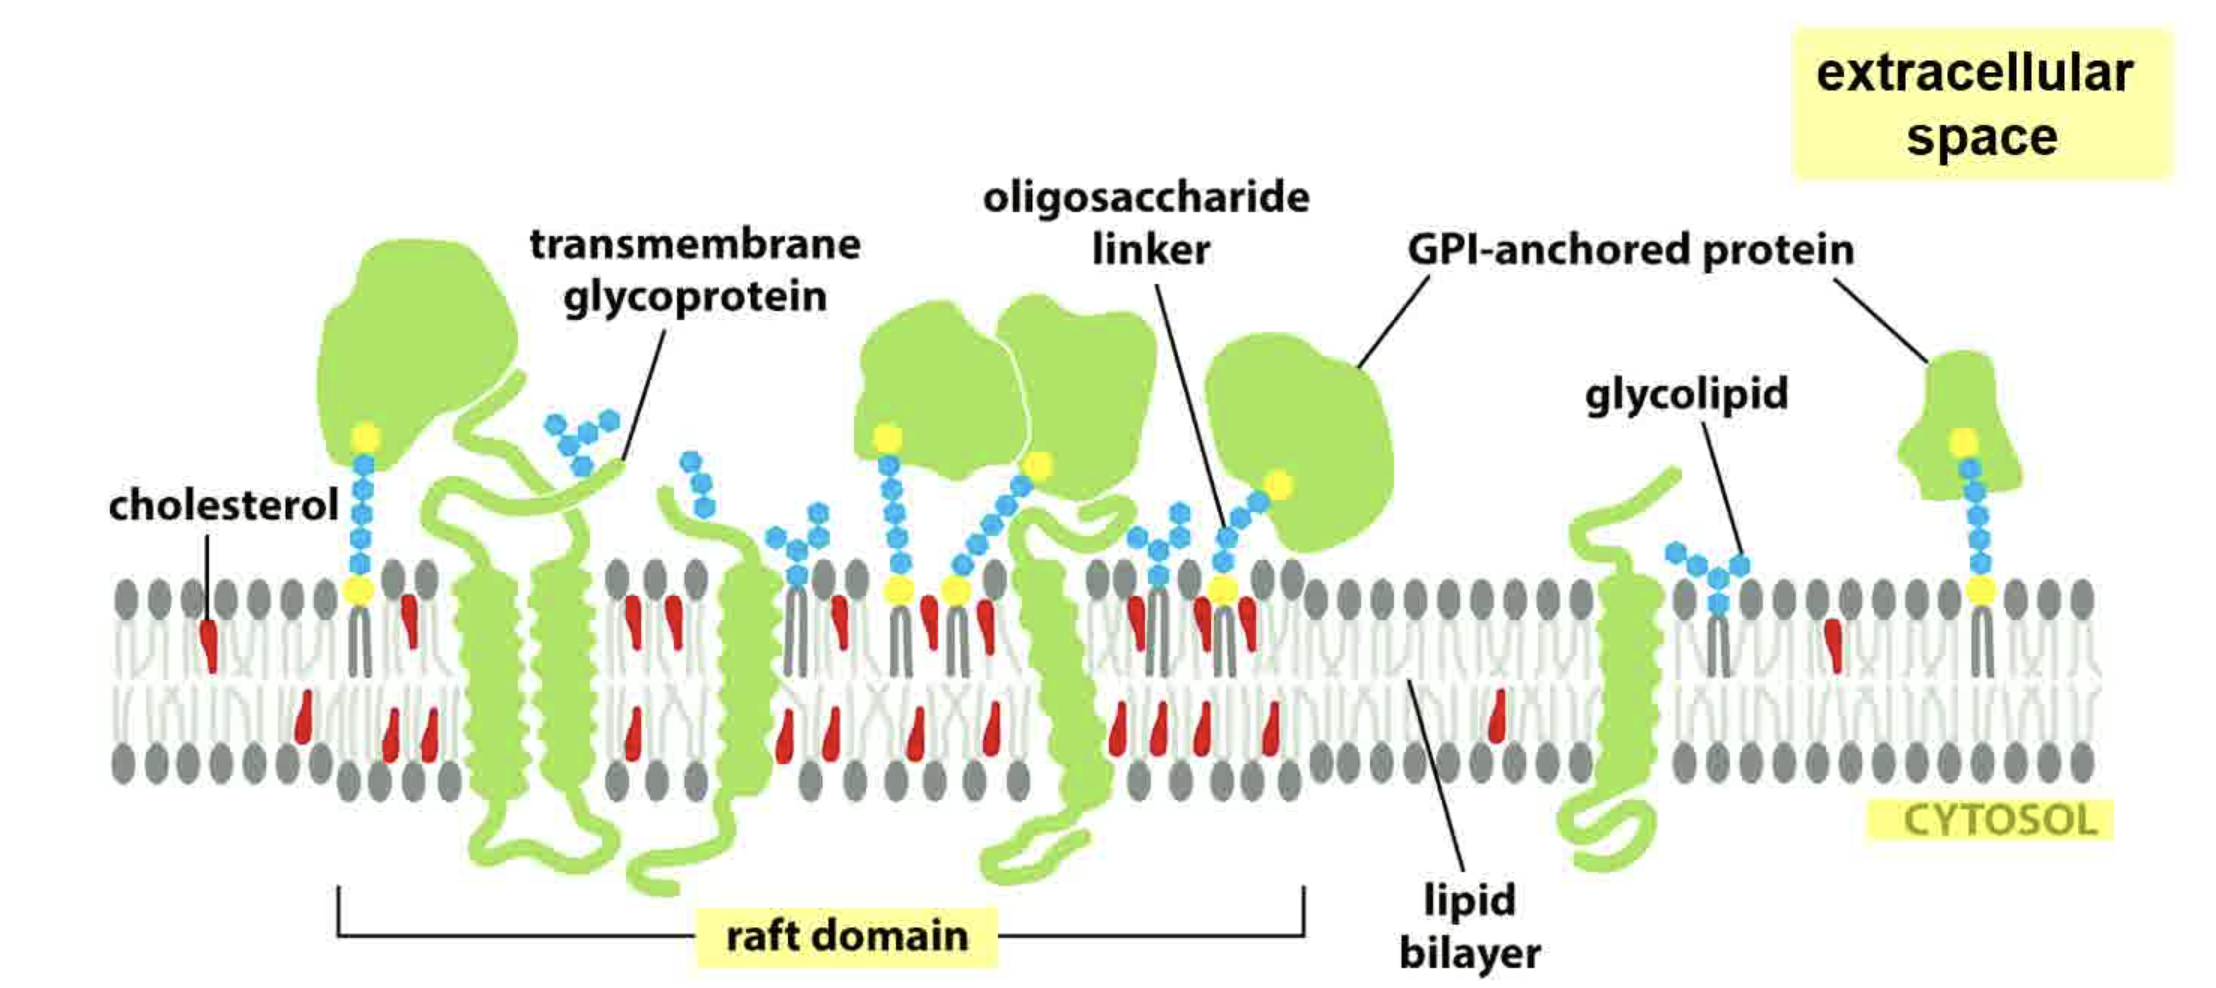 extracellular
space
oligosaccharide
linker
transmembrane
glycoprotein
GPI-anchored protein
glycolipid
cholesterol
CYTOSOL
lipid
bilayer
raft domain